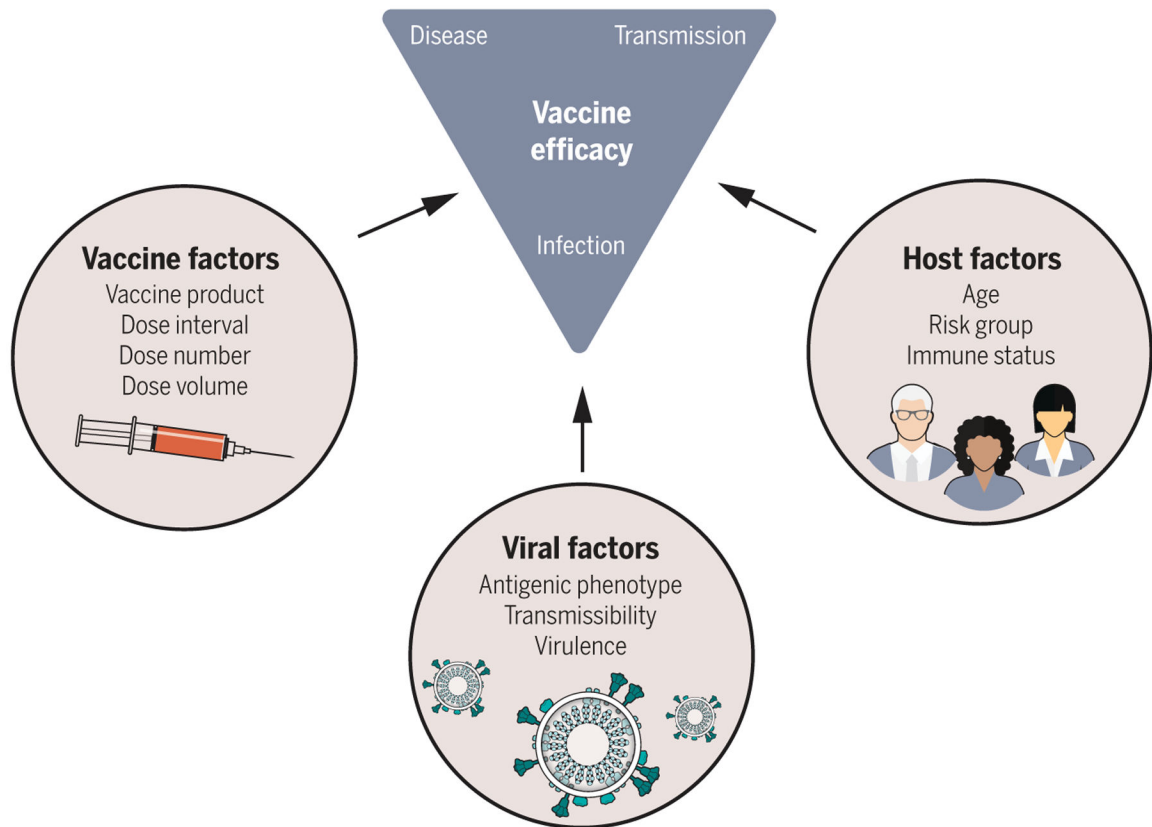 Disease
Transmission
Vaccine
efficacy
Infection
Vaccine factors
Vaccine product
Dose interval
Dose number
Dose volume
Host factors
Age
Risk group
Immune status
Viral factors
Antigenic phenotype
Transmissibility
Virulence